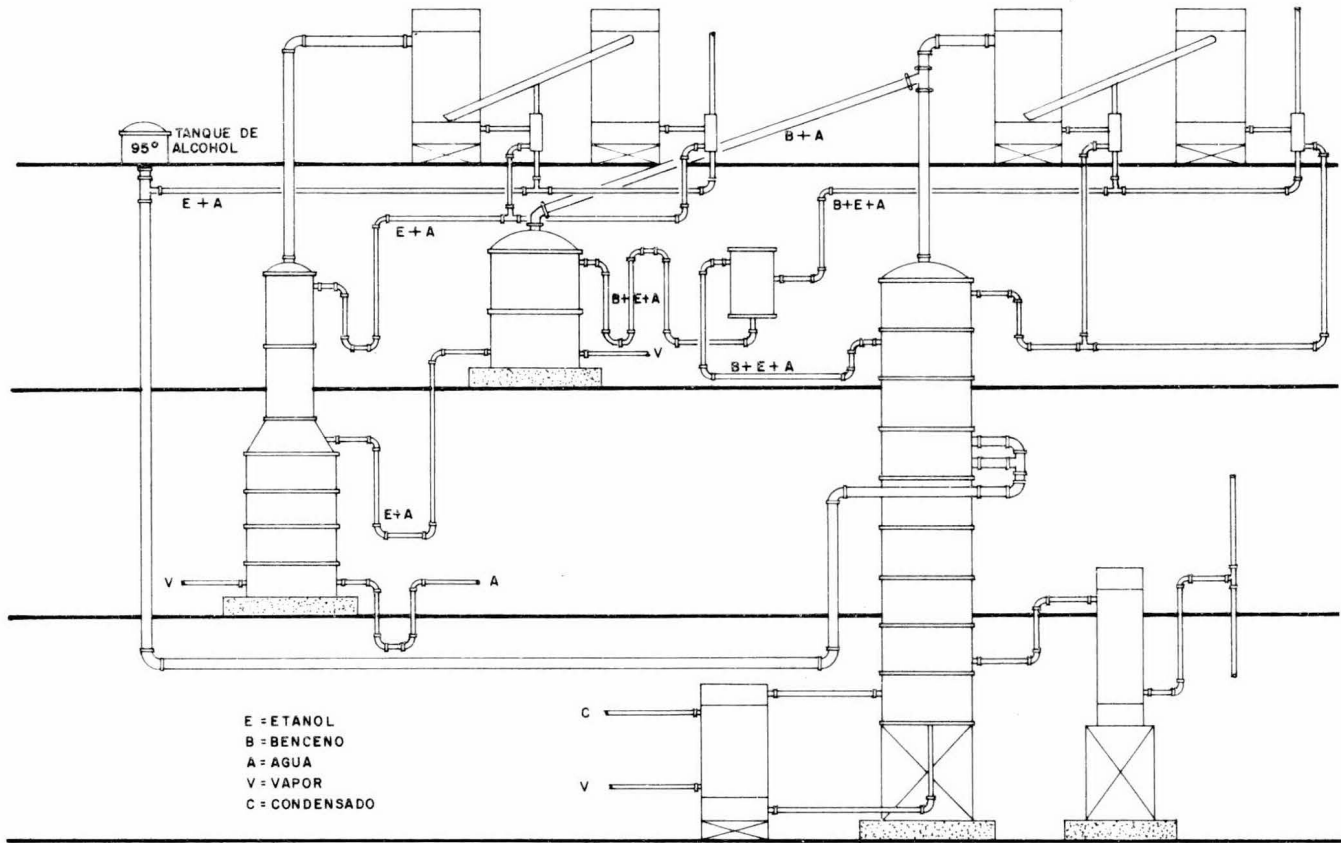 B+A
TANQUE DE
ALCOHOL
95°
E+A
B+E+A
E+A
B+E+A
V
B+E+A
E+A
V
A
C
V
E = ETANOL
B = BENCENO
A = AGUA
V = VAPOR
C = CONDENSADO